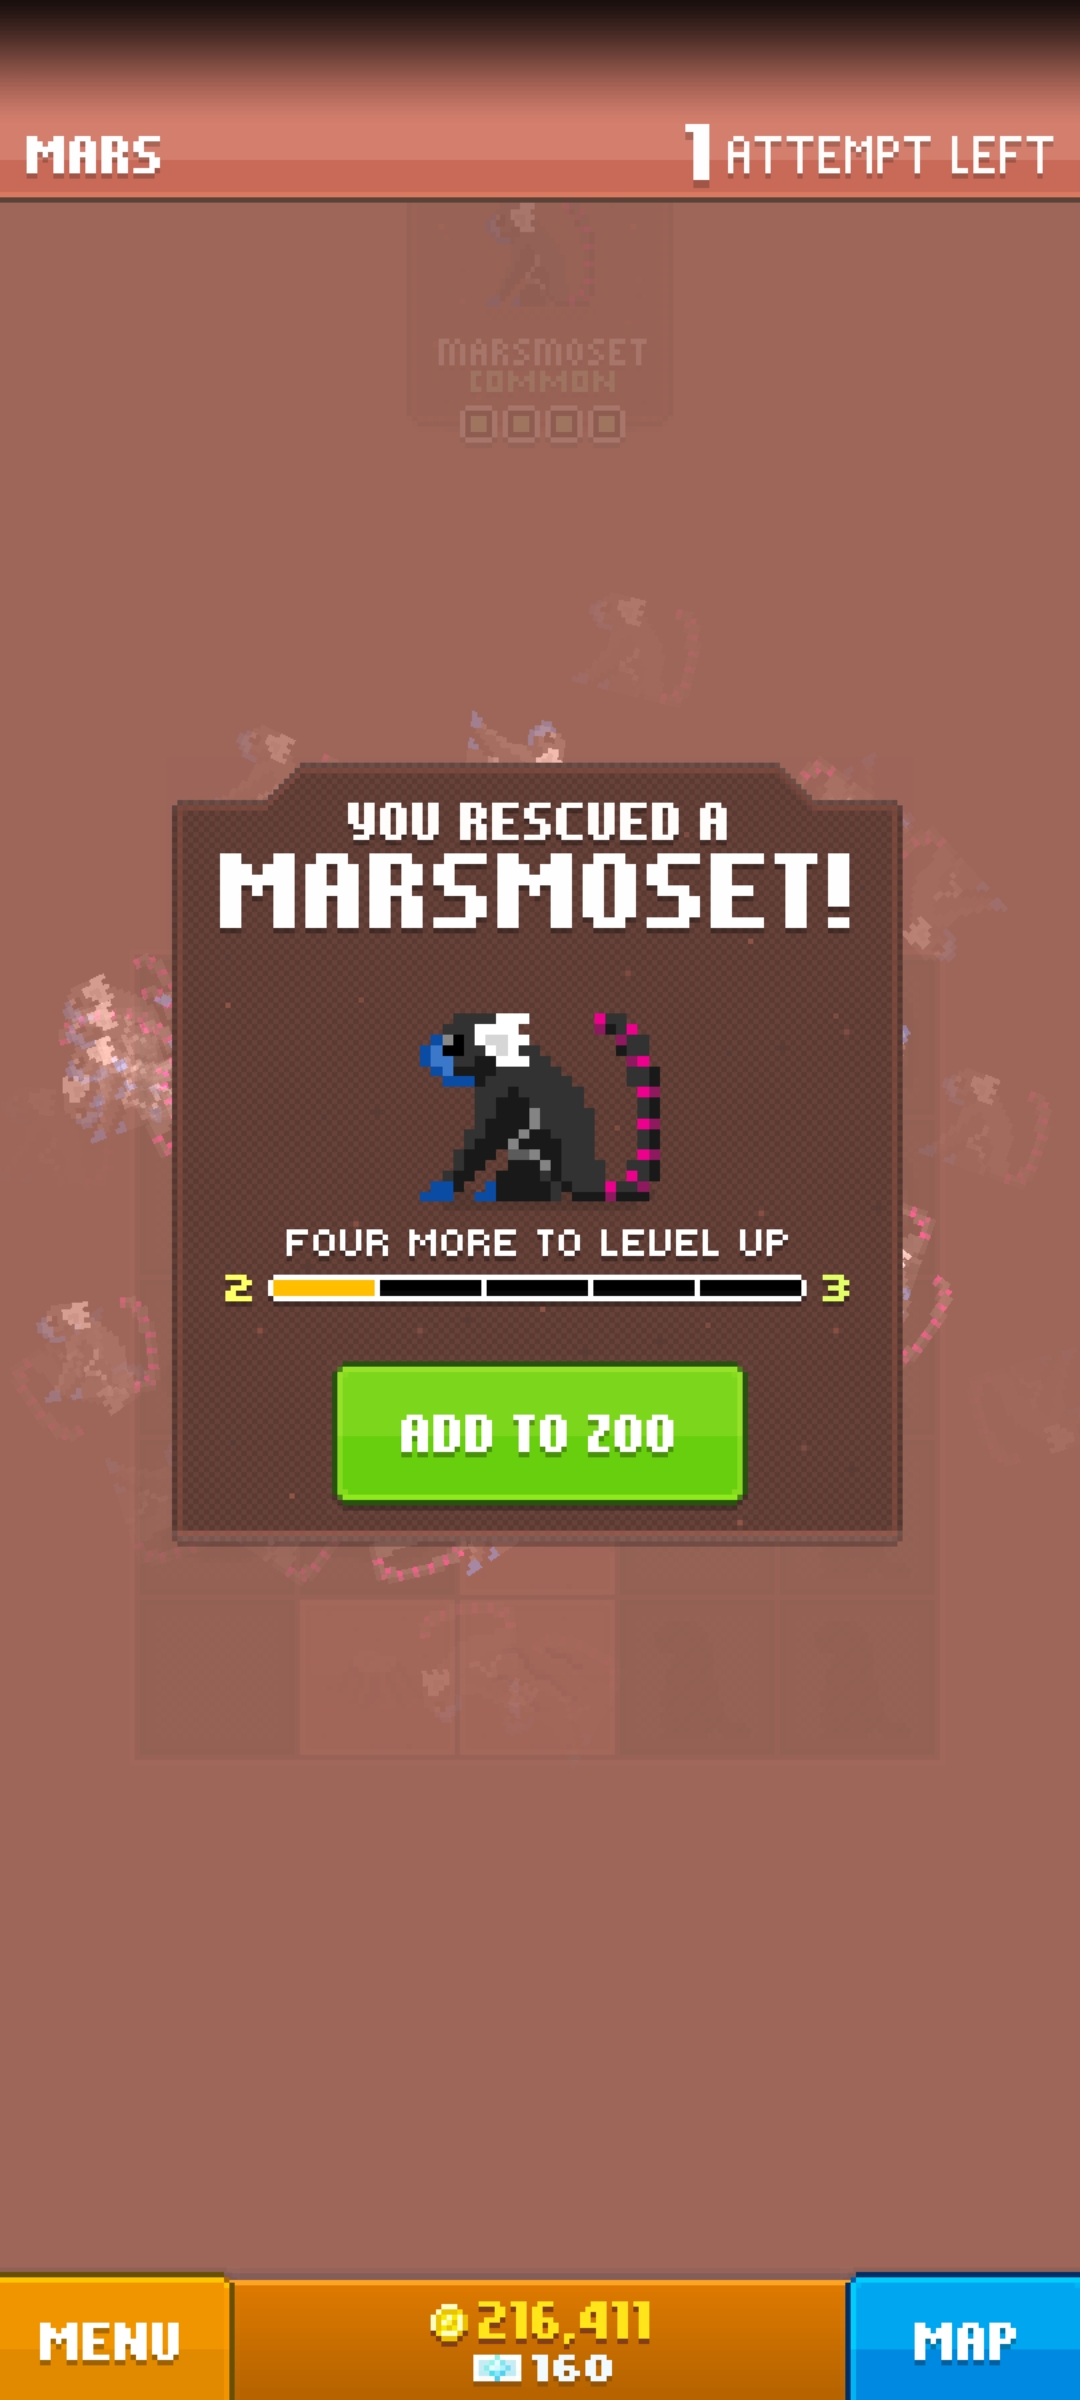 MARS
1 ATTEMPT LEFT
MARSMOSET
COMMON
YOU RESCUED A
MARSMOSET!
FOUR MORE TO LEVEL UP
2 3
ADD TO ZOO
MENU
216,411
160
MAP